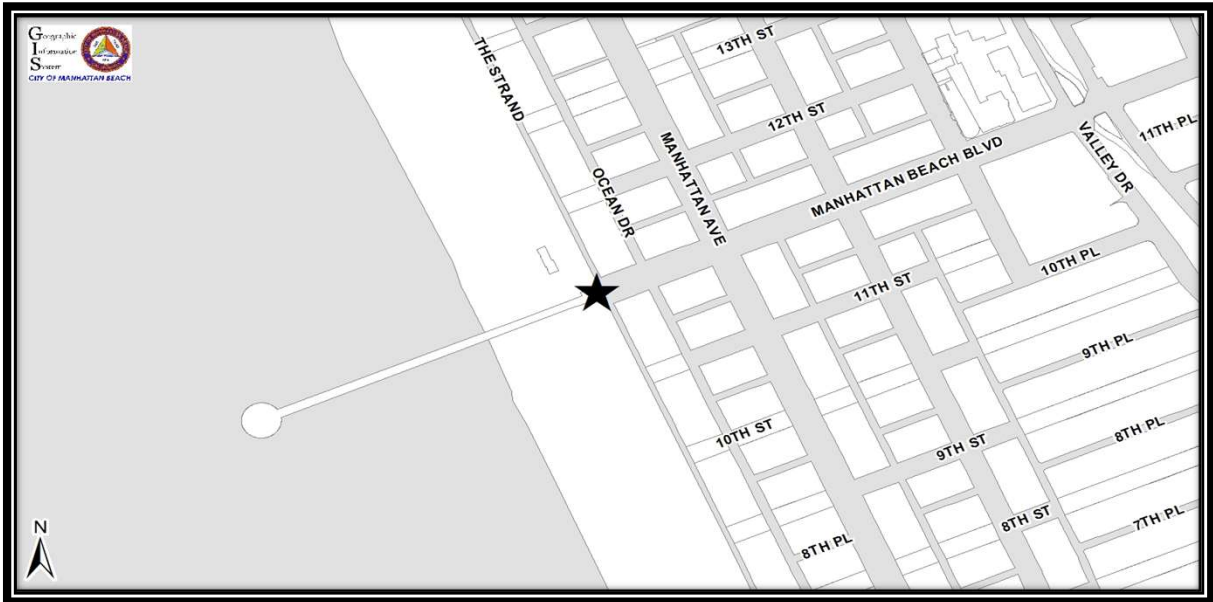 Geographic
Information
System
CITY OF MANHATTAN BEACH
THE STRAND
13TH ST
12TH ST
MANHATTAN AVE
OCEAN DR
MANHATTAN BEACH BLVD
VALLEY DR
11TH PL
10TH PL
11TH ST
9TH PL
10TH ST
9TH ST
8TH PL
8TH ST
7TH PL
8TH PL
N